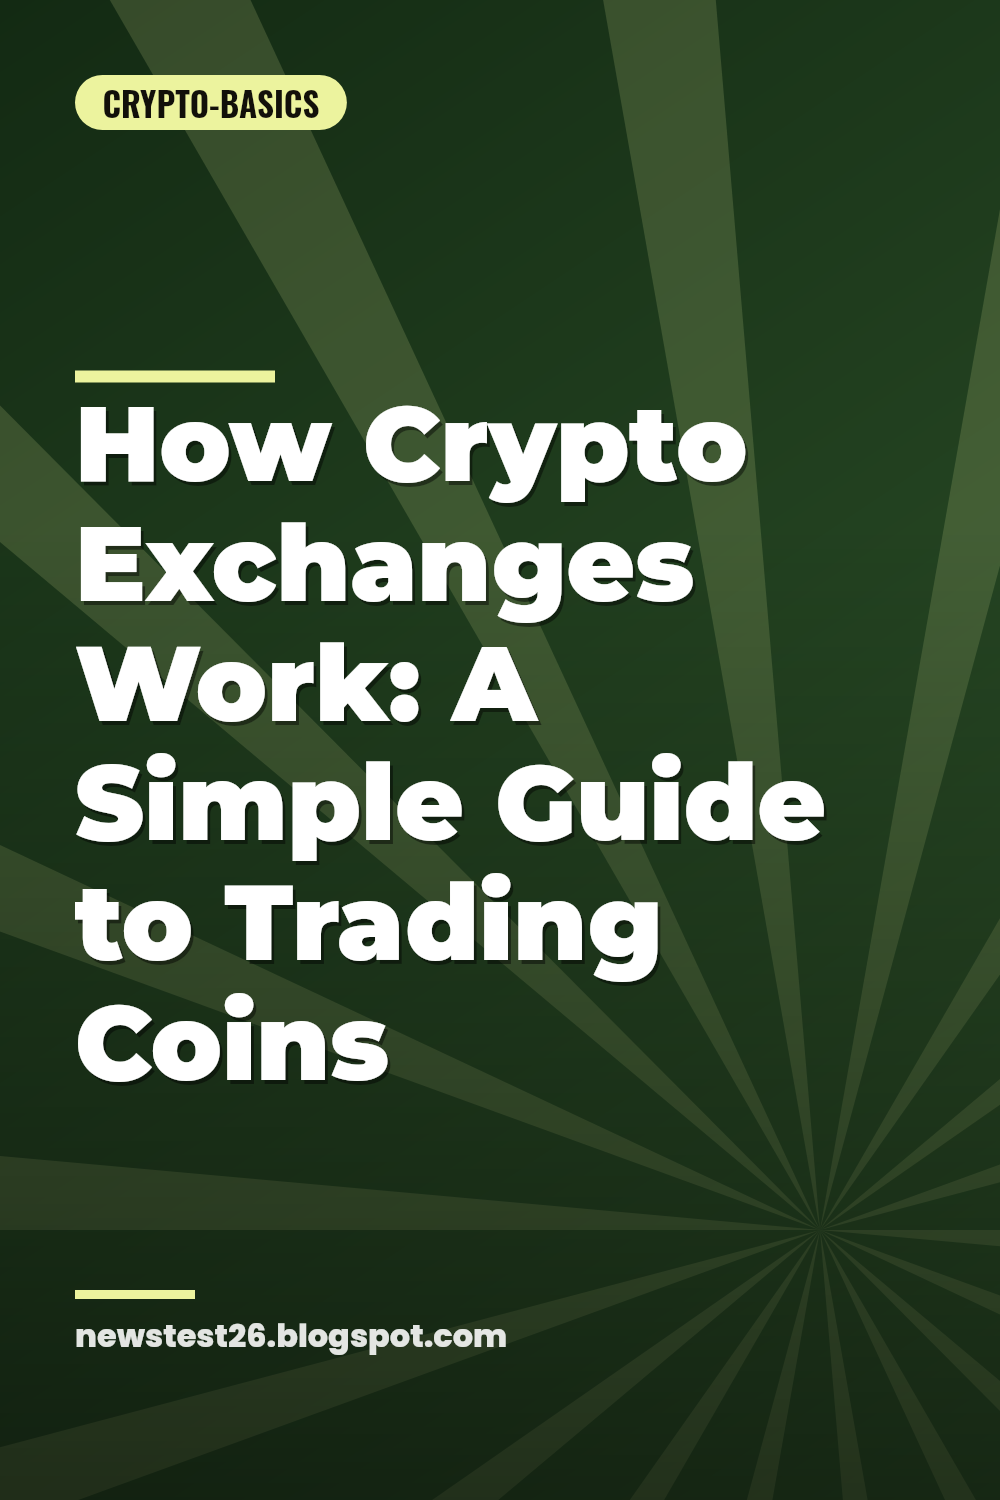 CRYPTO-BASICS
How Crypto
Exchanges
Work: A
Simple Guide
to Trading
Coins
newstest26.blogspot.com